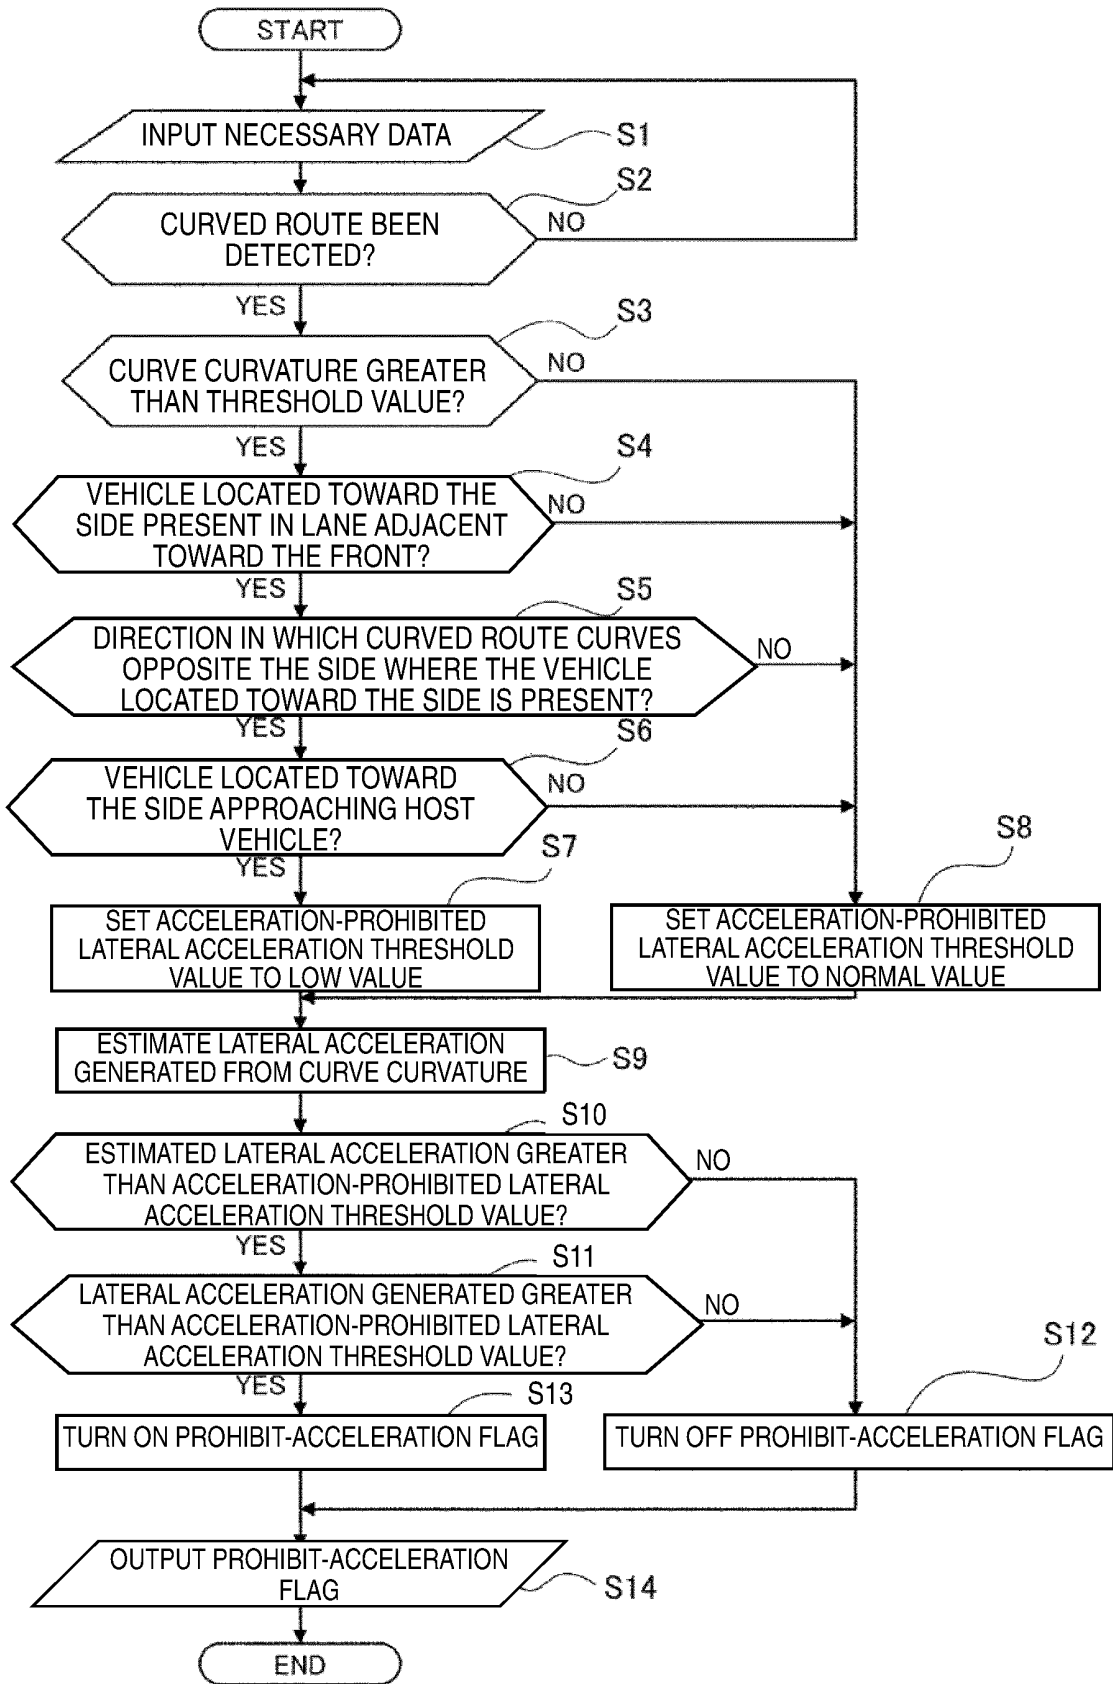 START
INPUT NECESSARY DATA
S1
S2
CURVED ROUTE BEEN
DETECTED?
NO
YES
S3
CURVE CURVATURE GREATER
THAN THRESHOLD VALUE?
NO
YES
S4
VEHICLE LOCATED TOWARD THE
SIDE PRESENT IN LANE ADJACENT
TOWARD THE FRONT?
NO
YES
S5
DIRECTION IN WHICH CURVED ROUTE CURVES
OPPOSITE THE SIDE WHERE THE VEHICLE
LOCATED TOWARD THE SIDE IS PRESENT?
NO
YES
S6
VEHICLE LOCATED TOWARD
THE SIDE APPROACHING HOST
VEHICLE?
NO
YES
S7
SET ACCELERATION-PROHIBITED
LATERAL ACCELERATION THRESHOLD
VALUE TO LOW VALUE
S8
SET ACCELERATION-PROHIBITED
LATERAL ACCELERATION THRESHOLD
VALUE TO NORMAL VALUE
ESTIMATE LATERAL ACCELERATION
GENERATED FROM CURVE CURVATURE
S9
S10
ESTIMATED LATERAL ACCELERATION GREATER
THAN ACCELERATION-PROHIBITED LATERAL
ACCELERATION THRESHOLD VALUE?
NO
YES
S11
LATERAL ACCELERATION GENERATED GREATER
THAN ACCELERATION-PROHIBITED LATERAL
ACCELERATION THRESHOLD VALUE?
NO
YES
S13
TURN ON PROHIBIT-ACCELERATION FLAG
S12
TURN OFF PROHIBIT-ACCELERATION FLAG
OUTPUT PROHIBIT-ACCELERATION
FLAG
S14
END